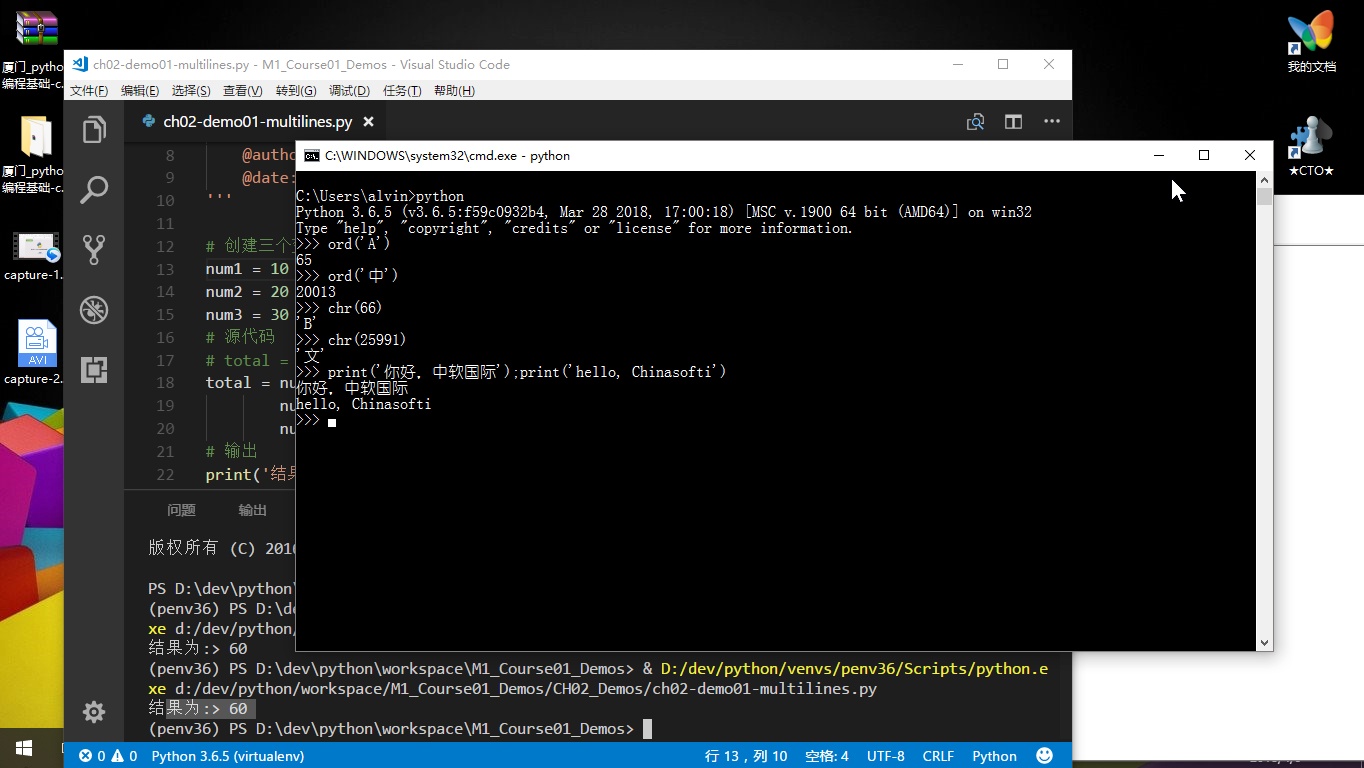 厦门_pytho
编程基础-c.
厦门_pytho
编程基础-c.
capture-1.
AVI
capture-2.
我的文档
★CTO★
ch02-demo01-multilines.py - M1_Course01_Demos - Visual Studio Code
文件(F) 编辑(E) 选择(S) 查看(V) 转到(G) 调试(D) 任务(T) 帮助(H)
ch02-demo01-multilines.py
8 @autho
9 @date:
10 '''
11
12 # 创建三个
13 num1 = 10
14 num2 = 20
15 num3 = 30
16 # 源代码
17 # total =
18 total = nu
19 nu
20 nu
21 # 输出
22 print('结果
C:\WINDOWS\system32\cmd.exe - python
C:\Users\alvin>python
Python 3.6.5 (v3.6.5:f59c0932b4, Mar 28 2018, 17:00:18) [MSC v.1900 64 bit (AMD64)] on win32
Type "help", "copyright", "credits" or "license" for more information.
>>> ord('A')
65
>>> ord('中')
20013
>>> chr(66)
'B'
>>> chr(25991)
'文'
>>> print('你好，中软国际');print('hello, Chinasofti')
你好，中软国际
hello, Chinasofti
>>>
问题 输出
版权所有 (C) 201
PS D:\dev\python\
(penv36) PS D:\de
xe d:/dev/python/
结果为:> 60
(penv36) PS D:\dev\python\workspace\M1_Course01_Demos> & D:/dev/python/venvs/penv36/Scripts/python.e
xe d:/dev/python/workspace/M1_Course01_Demos/CH02_Demos/ch02-demo01-multilines.py
结果为:> 60
(penv36) PS D:\dev\python\workspace\M1_Course01_Demos>
0 0 Python 3.6.5 (virtualenv) 行 13，列 10 空格: 4 UTF-8 CRLF Python